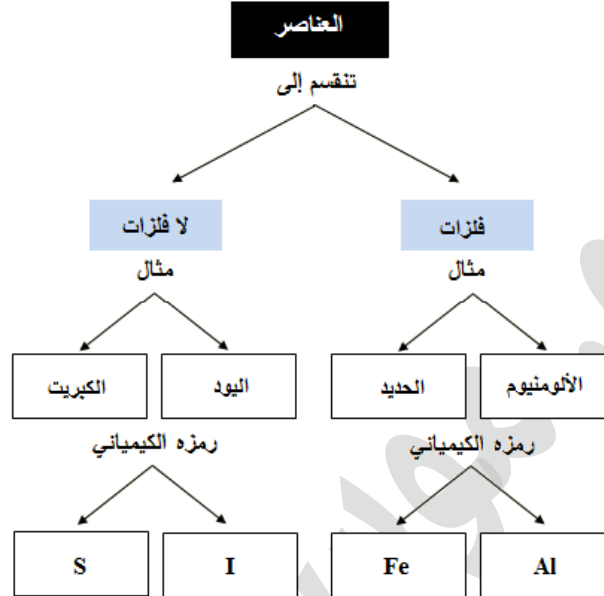 العناصر
تنقسم إلى
فلزات
لا فلزات
مثال
مثال
الألومنيوم
الحديد
اليود
الكبريت
رمزه الكيميائي
رمزه الكيميائي
Al
Fe
I
S